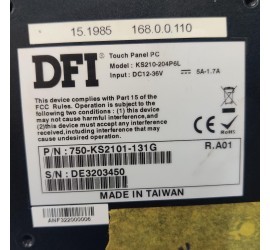 15.1985 168.0.0.110
DFI
Touch Panel PC
Model : KS210-204P6L
Input : DC12-36V 5A-1.7A
This device complies with Part 15 of the
FCC Rules. Operation is subject to the
following two conditions: (1) this device
may not cause harmful interference,
and (2) this device must accept any
interference received, including
interference that may
cause undesired operation.
P/N : 750-KS2101-131G
R.A01
S/N : DE3203450
MADE IN TAIWAN